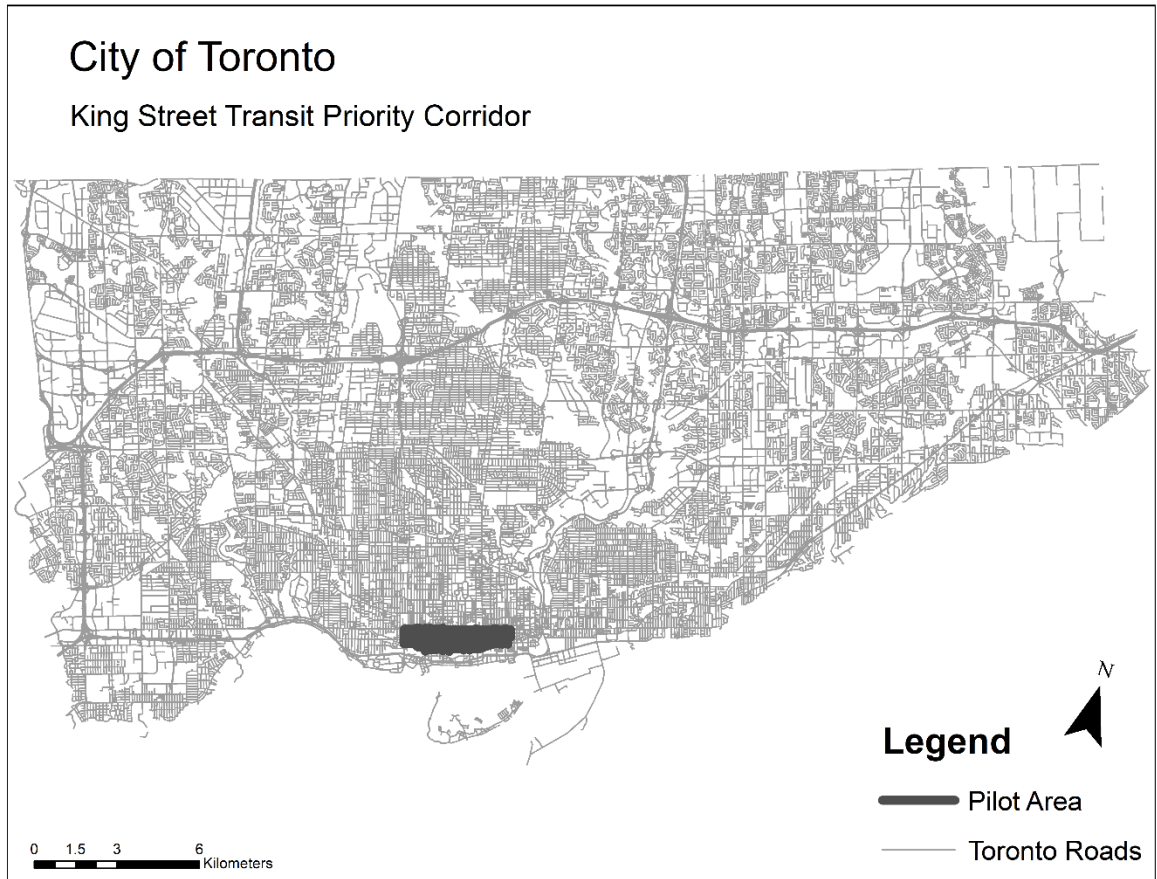 City of Toronto
King Street Transit Priority Corridor
N
Legend
Pilot Area
Toronto Roads
0 1.5 3 6
Kilometers